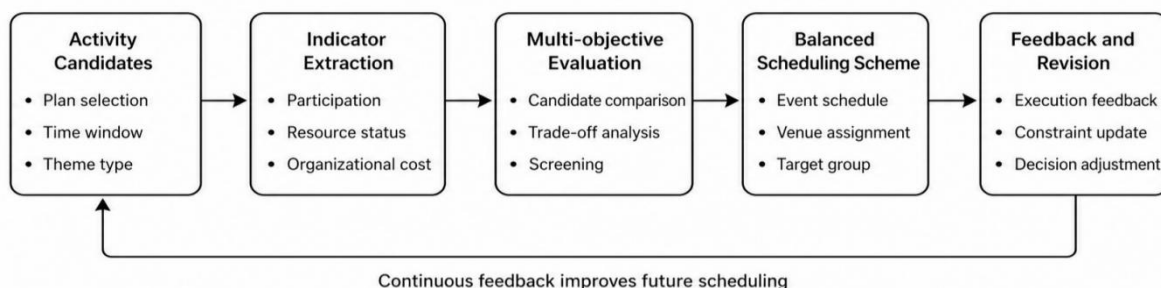 Activity
Candidates
• Plan selection
• Time window
• Theme type
Indicator
Extraction
• Participation
• Resource status
• Organizational cost
Multi-objective
Evaluation
• Candidate comparison
• Trade-off analysis
• Screening
Balanced
Scheduling Scheme
• Event schedule
• Venue assignment
• Target group
Feedback and
Revision
• Execution feedback
• Constraint update
• Decision adjustment
Continuous feedback improves future scheduling